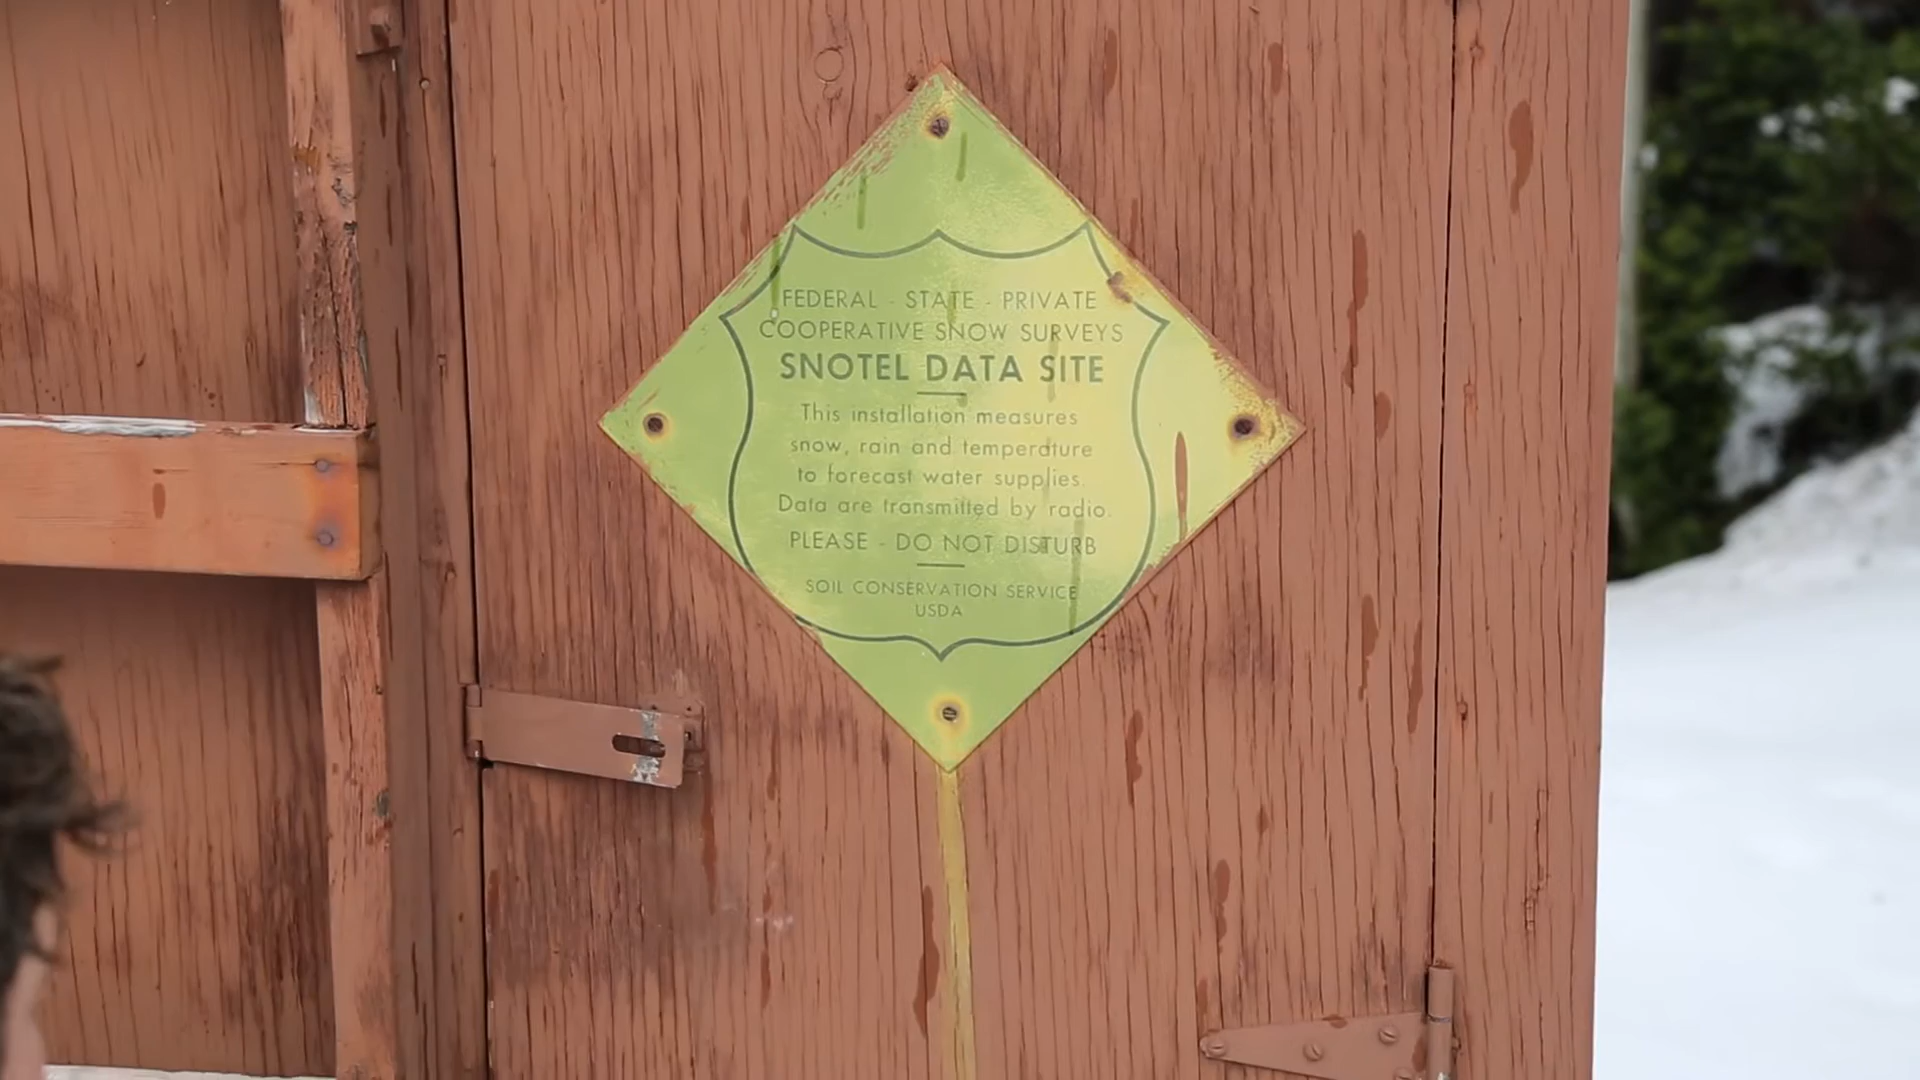 FEDERAL - STATE - PRIVATE
COOPERATIVE SNOW SURVEYS
SNOTEL DATA SITE
This installation measures
snow, rain and temperature
to forecast water supplies.
Data are transmitted by radio.
PLEASE - DO NOT DISTURB
SOIL CONSERVATION SERVICE
USDA